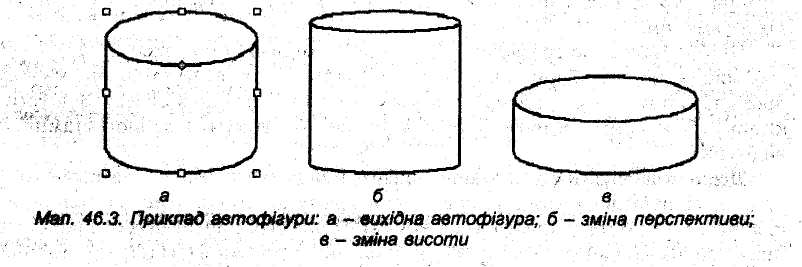 а б в
Мал. 46.3. Приклад автофігури: а – вихідна автофігура; б – зміна перспективи;
в – зміна висоти